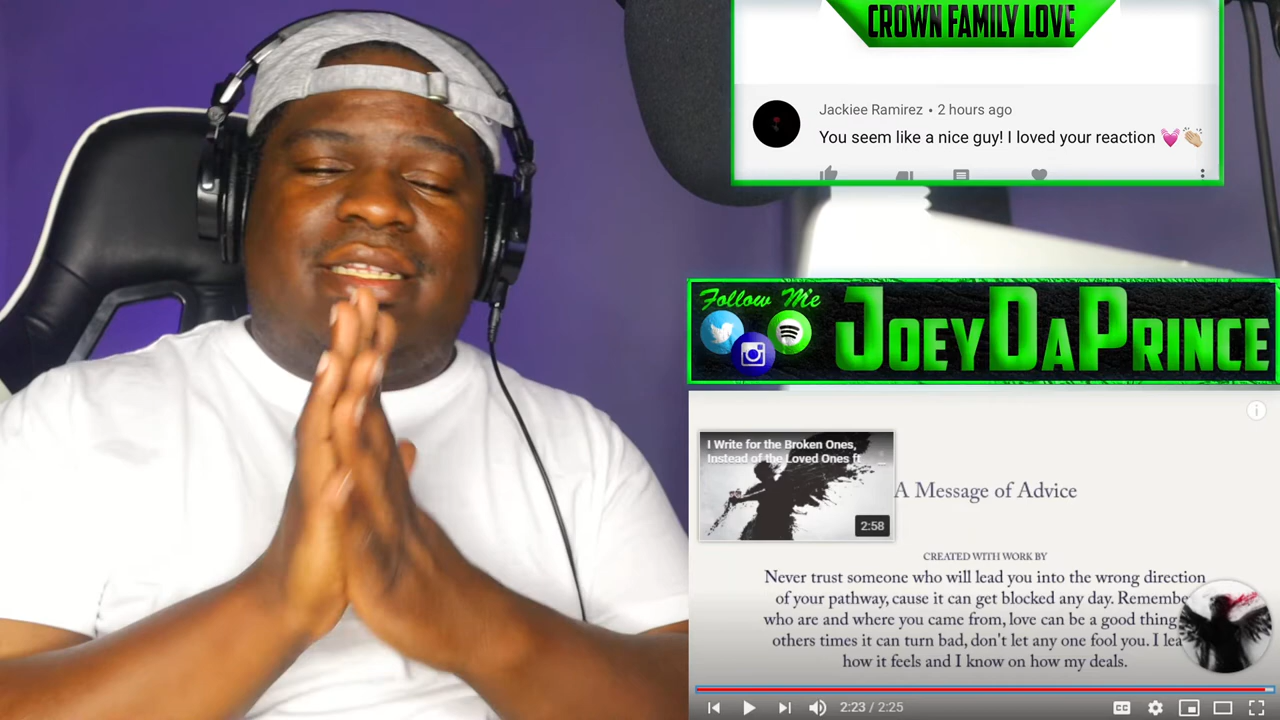 CROWN FAMILY LOVE
Jackiee Ramirez • 2 hours ago
You seem like a nice guy! I loved your reaction 💓👏🏼
Follow Me
JOEYDAPRINCE
I Write for the Broken Ones,
Instead of the Loved Ones ft
2:58
A Message of Advice
CREATED WITH WORK BY
Never trust someone who will lead you into the wrong direction
of your pathway, cause it can get blocked any day.
who are and where you came from, love can be a good thing
others times it can turn bad, don't let any one fool you. I
how it feels and I know on how my deals.
CC
2:23 / 2:25